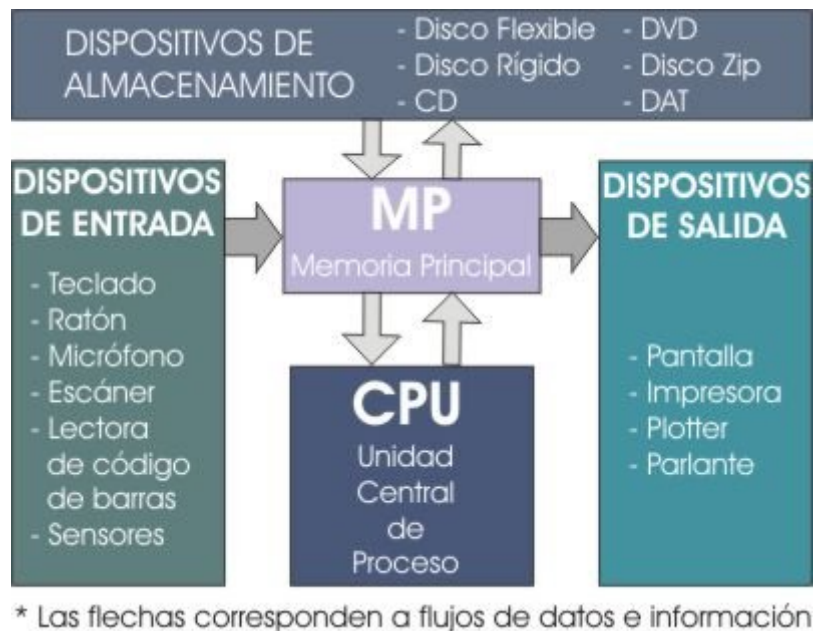 DISPOSITIVOS DE
ALMACENAMIENTO
- Disco Flexible
- Disco Rígido
- CD
- DVD
- Disco Zip
- DAT
DISPOSITIVOS
DE ENTRADA
- Teclado
- Ratón
- Micrófono
- Escáner
- Lectora
de código
de barras
- Sensores
MP
Memoria Principal
CPU
Unidad
Central
de
Proceso
DISPOSITIVOS
DE SALIDA
- Pantalla
- Impresora
- Plotter
- Parlante
* Las flechas corresponden a flujos de datos e información